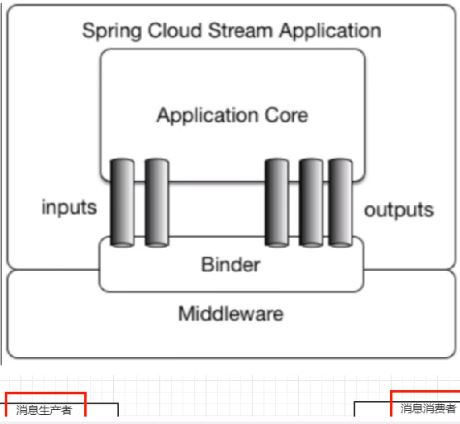 Spring Cloud Stream Application
Application Core
inputs
outputs
Binder
Middleware
消息生产者
消息消费者